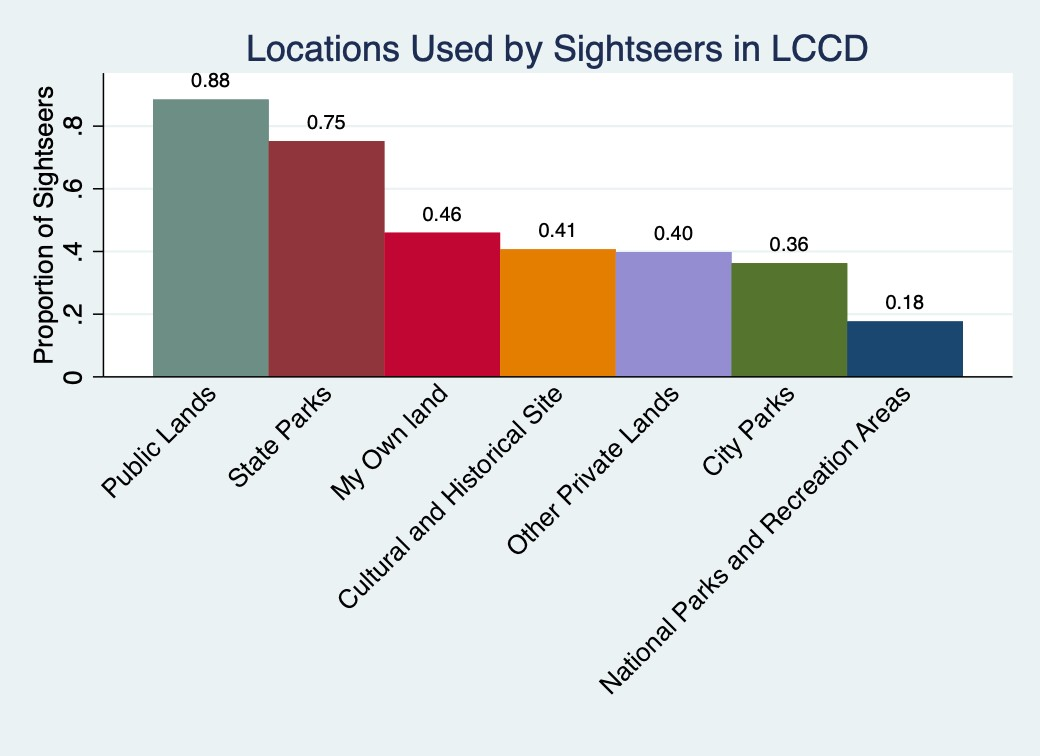 Locations Used by Sightseers in LCCD
Proportion of Sightseers
.8
.6
.4
.2
0
0.88
0.75
0.46
0.41
0.40
0.36
0.18
Public Lands
State Parks
My Own land
Cultural and Historical Site
Other Private Lands
City Parks
National Parks and Recreation Areas